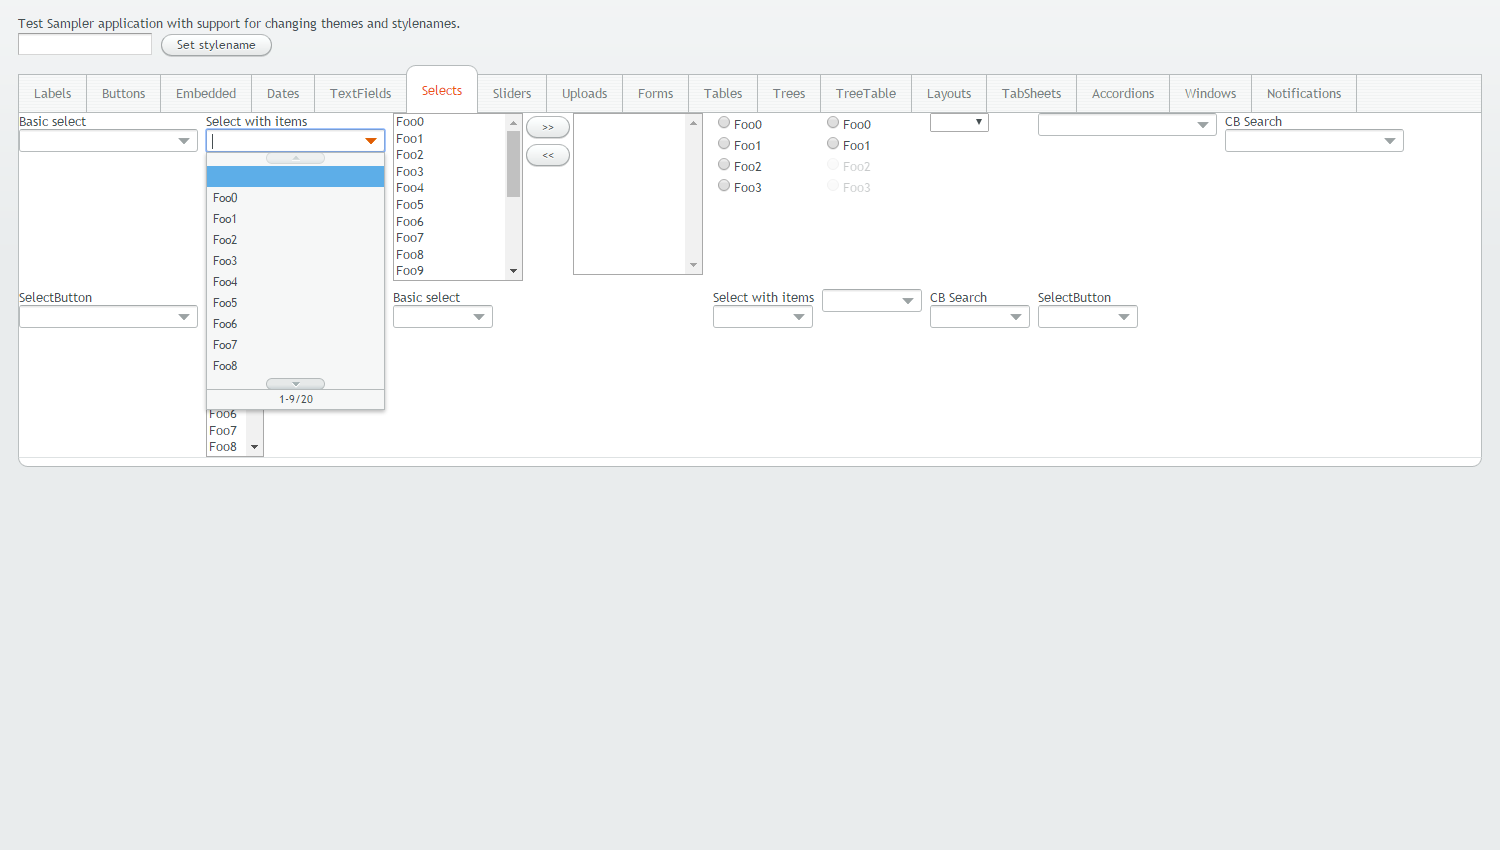 Test Sampler application with support for changing themes and stylenames.
Set stylename
Labels Buttons Embedded Dates TextFields Selects Sliders Uploads Forms Tables Trees TreeTable Layouts TabSheets Accordions Windows Notifications
Basic select
Select with items
Foo0
Foo1
Foo2
Foo3
Foo4
Foo5
Foo6
Foo7
Foo8
1-9/20
Foo0
Foo1
Foo2
Foo3
Foo4
Foo5
Foo6
Foo7
Foo8
Foo9
>>
<<
Foo0
Foo1
Foo2
Foo3
Foo0
Foo1
Foo2
Foo3
CB Search
SelectButton
Foo6
Foo7
Foo8
Basic select
Select with items
CB Search
SelectButton